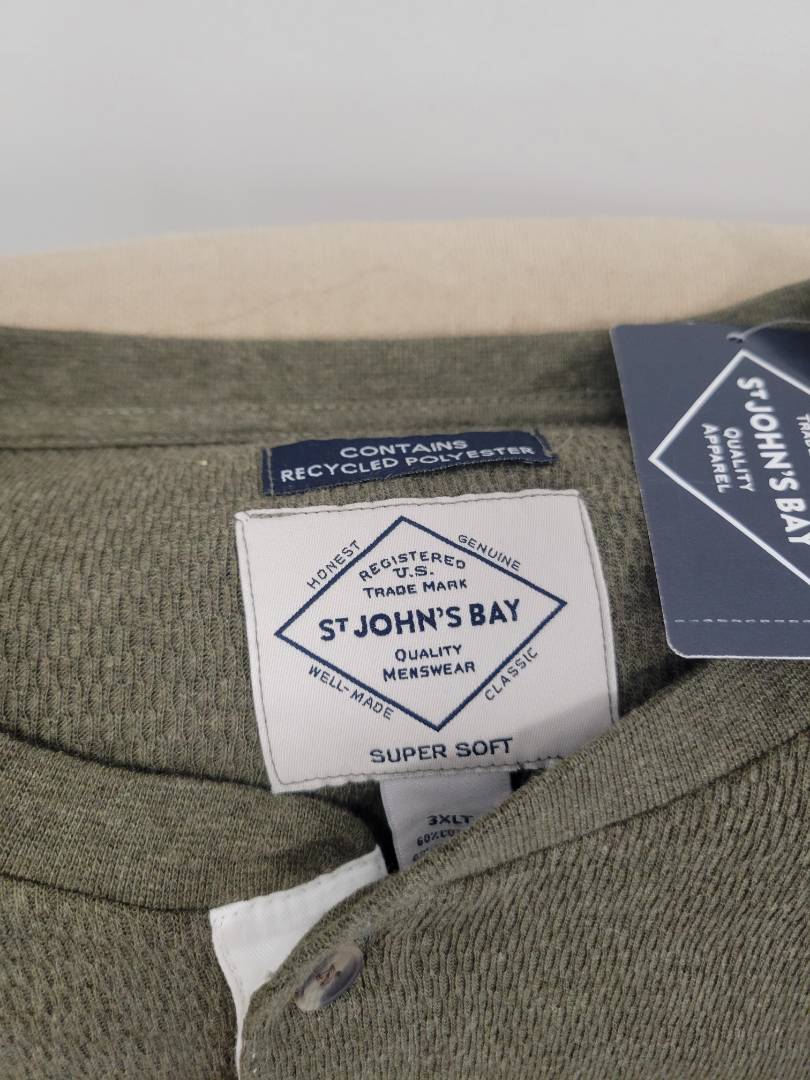 CONTAINS
RECYCLED POLYESTER
HONEST
GENUINE
REGISTERED
U.S.
TRADE MARK
ST JOHN'S BAY
QUALITY
MENSWEAR
WELL-MADE
CLASSIC
SUPER SOFT
3XLT
60%
ST JOHN'S BAY
QUALITY
APPAREL